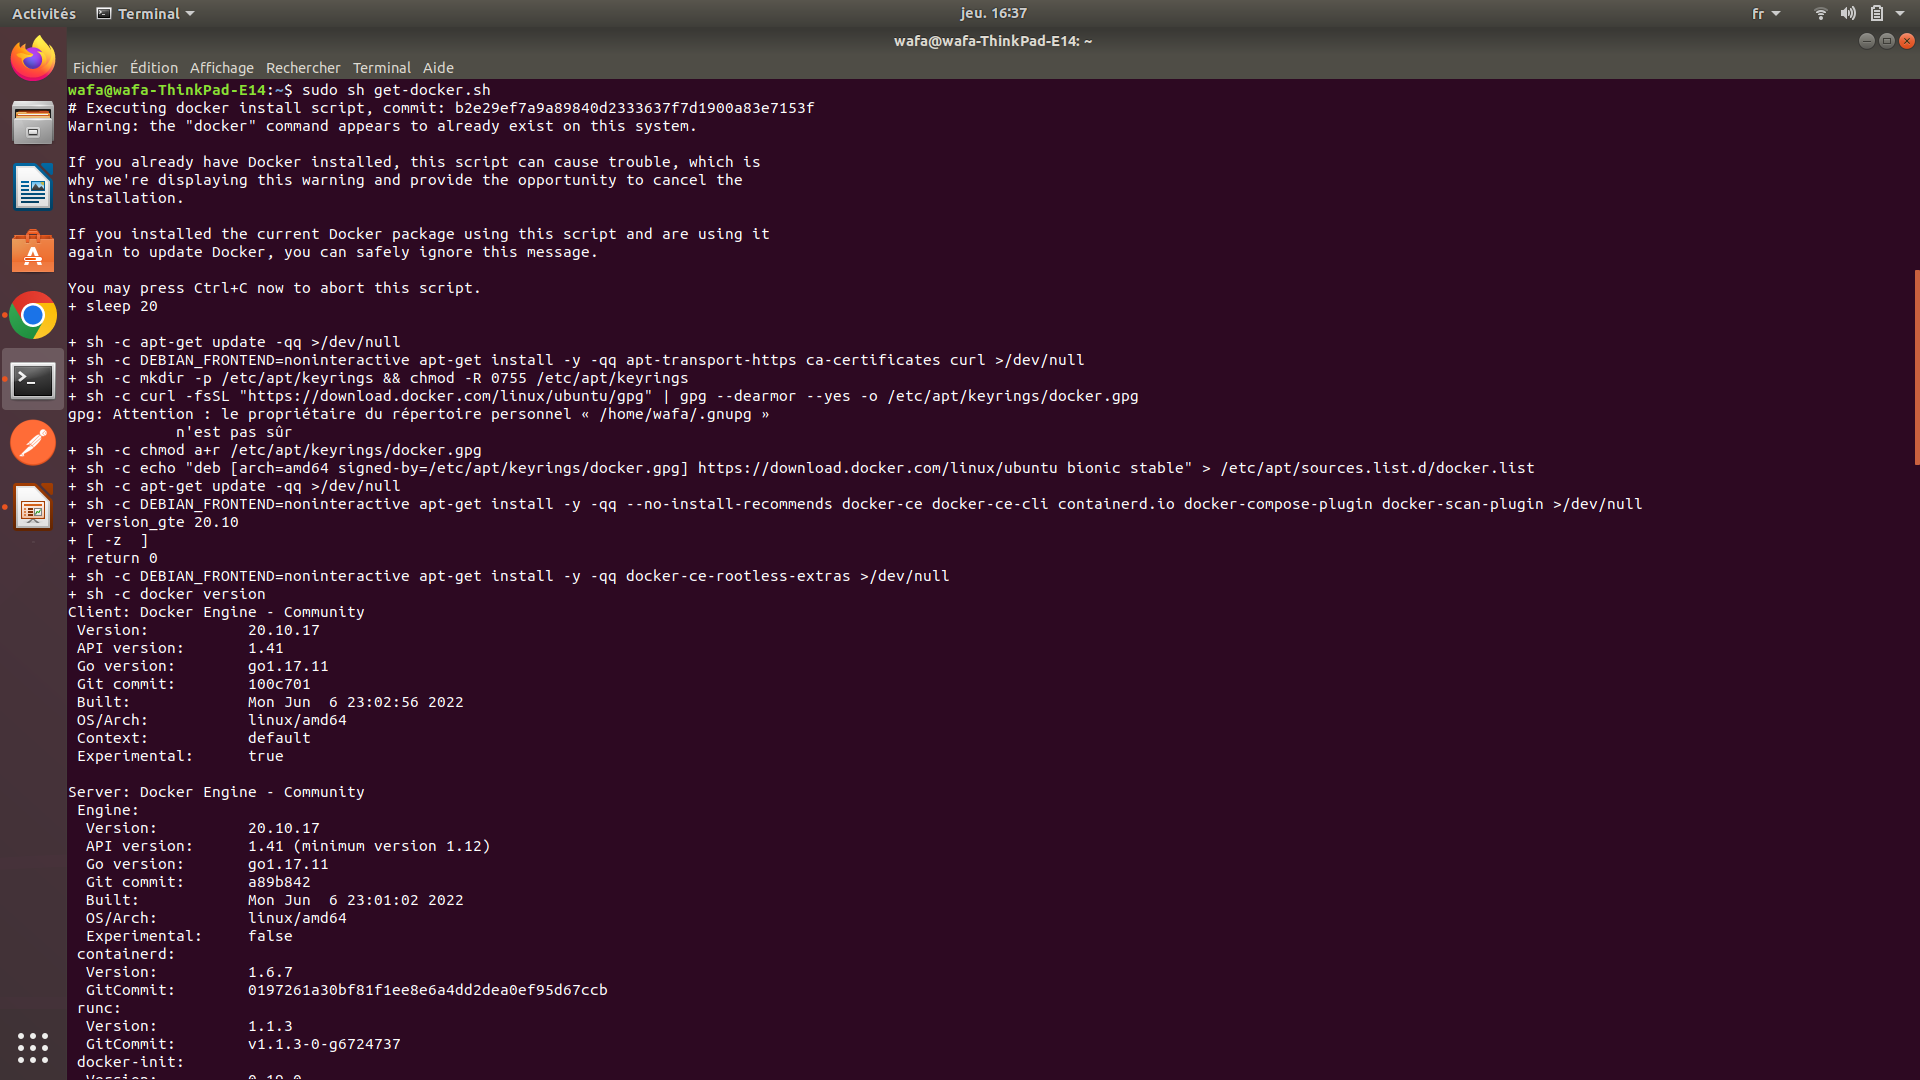 Activités Terminal jeu. 16:37 fr
wafa@wafa-ThinkPad-E14: ~
Fichier Édition Affichage Rechercher Terminal Aide
wafa@wafa-ThinkPad-E14:~$ sudo sh get-docker.sh
# Executing docker install script, commit: b2e29ef7a9a89840d2333637f7d1900a83e7153f
Warning: the "docker" command appears to already exist on this system.
If you already have Docker installed, this script can cause trouble, which is
why we're displaying this warning and provide the opportunity to cancel the
installation.
If you installed the current Docker package using this script and are using it
again to update Docker, you can safely ignore this message.
You may press Ctrl+C now to abort this script.
+ sleep 20
+ sh -c apt-get update -qq >/dev/null
+ sh -c DEBIAN_FRONTEND=noninteractive apt-get install -y -qq apt-transport-https ca-certificates curl >/dev/null
+ sh -c mkdir -p /etc/apt/keyrings && chmod -R 0755 /etc/apt/keyrings
+ sh -c curl -fsSL "https://download.docker.com/linux/ubuntu/gpg" | gpg --dearmor --yes -o /etc/apt/keyrings/docker.gpg
gpg: Attention : le propriétaire du répertoire personnel « /home/wafa/.gnupg »
n'est pas sûr
+ sh -c chmod a+r /etc/apt/keyrings/docker.gpg
+ sh -c echo "deb [arch=amd64 signed-by=/etc/apt/keyrings/docker.gpg] https://download.docker.com/linux/ubuntu bionic stable" > /etc/apt/sources.list.d/docker.list
+ sh -c apt-get update -qq >/dev/null
+ sh -c DEBIAN_FRONTEND=noninteractive apt-get install -y -qq --no-install-recommends docker-ce docker-ce-cli containerd.io docker-compose-plugin docker-scan-plugin >/dev/null
+ version_gte 20.10
+ [ -z  ]
+ return 0
+ sh -c DEBIAN_FRONTEND=noninteractive apt-get install -y -qq docker-ce-rootless-extras >/dev/null
+ sh -c docker version
Client: Docker Engine - Community
Version: 20.10.17
API version: 1.41
Go version: go1.17.11
Git commit: 100c701
Built: Mon Jun  6 23:02:56 2022
OS/Arch: linux/amd64
Context: default
Experimental: true
Server: Docker Engine - Community
Engine:
Version: 20.10.17
API version: 1.41 (minimum version 1.12)
Go version: go1.17.11
Git commit: a89b842
Built: Mon Jun  6 23:01:02 2022
OS/Arch: linux/amd64
Experimental: false
containerd:
Version: 1.6.7
GitCommit: 0197261a30bf81f1ee8e6a4dd2dea0ef95d67ccb
runc:
Version: 1.1.3
GitCommit: v1.1.3-0-g6724737
docker-init:
Version: 0.19.0